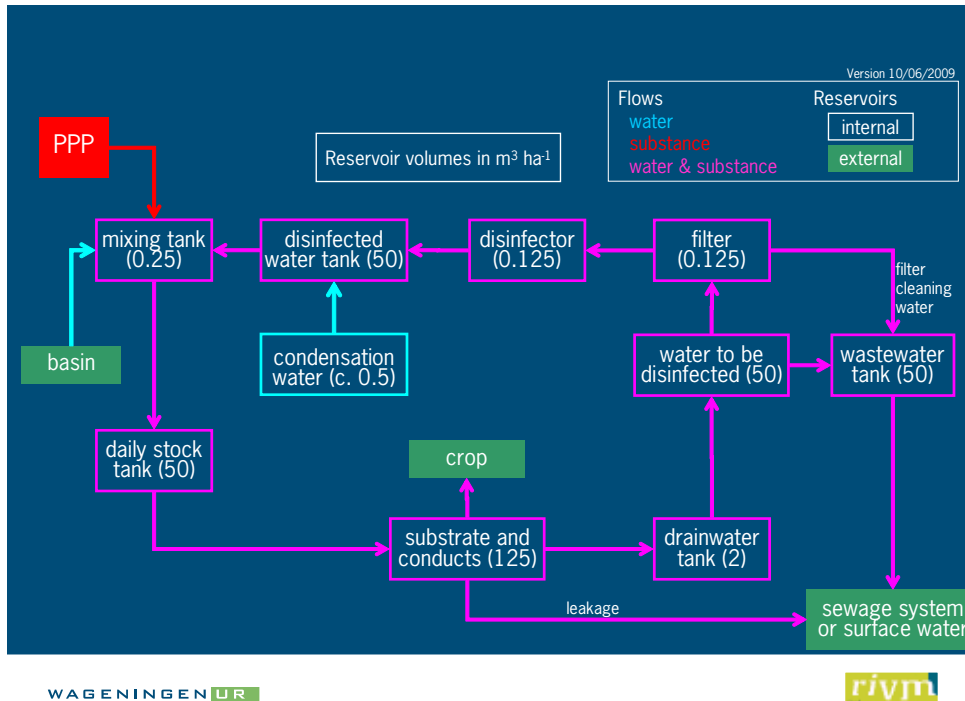 Version 10/06/2009
Flows
Reservoirs
water
internal
substance
water & substance
external
PPP
Reservoir volumes in m³ ha⁻¹
mixing tank
(0.25)
disinfected
water tank (50)
disinfector
(0.125)
filter
(0.125)
filter
cleaning
water
basin
condensation
water (c. 0.5)
water to be
disinfected (50)
wastewater
tank (50)
daily stock
tank (50)
crop
substrate and
conducts (125)
drainwater
tank (2)
leakage
sewage system
or surface water
WAGENINGEN UR
rivm